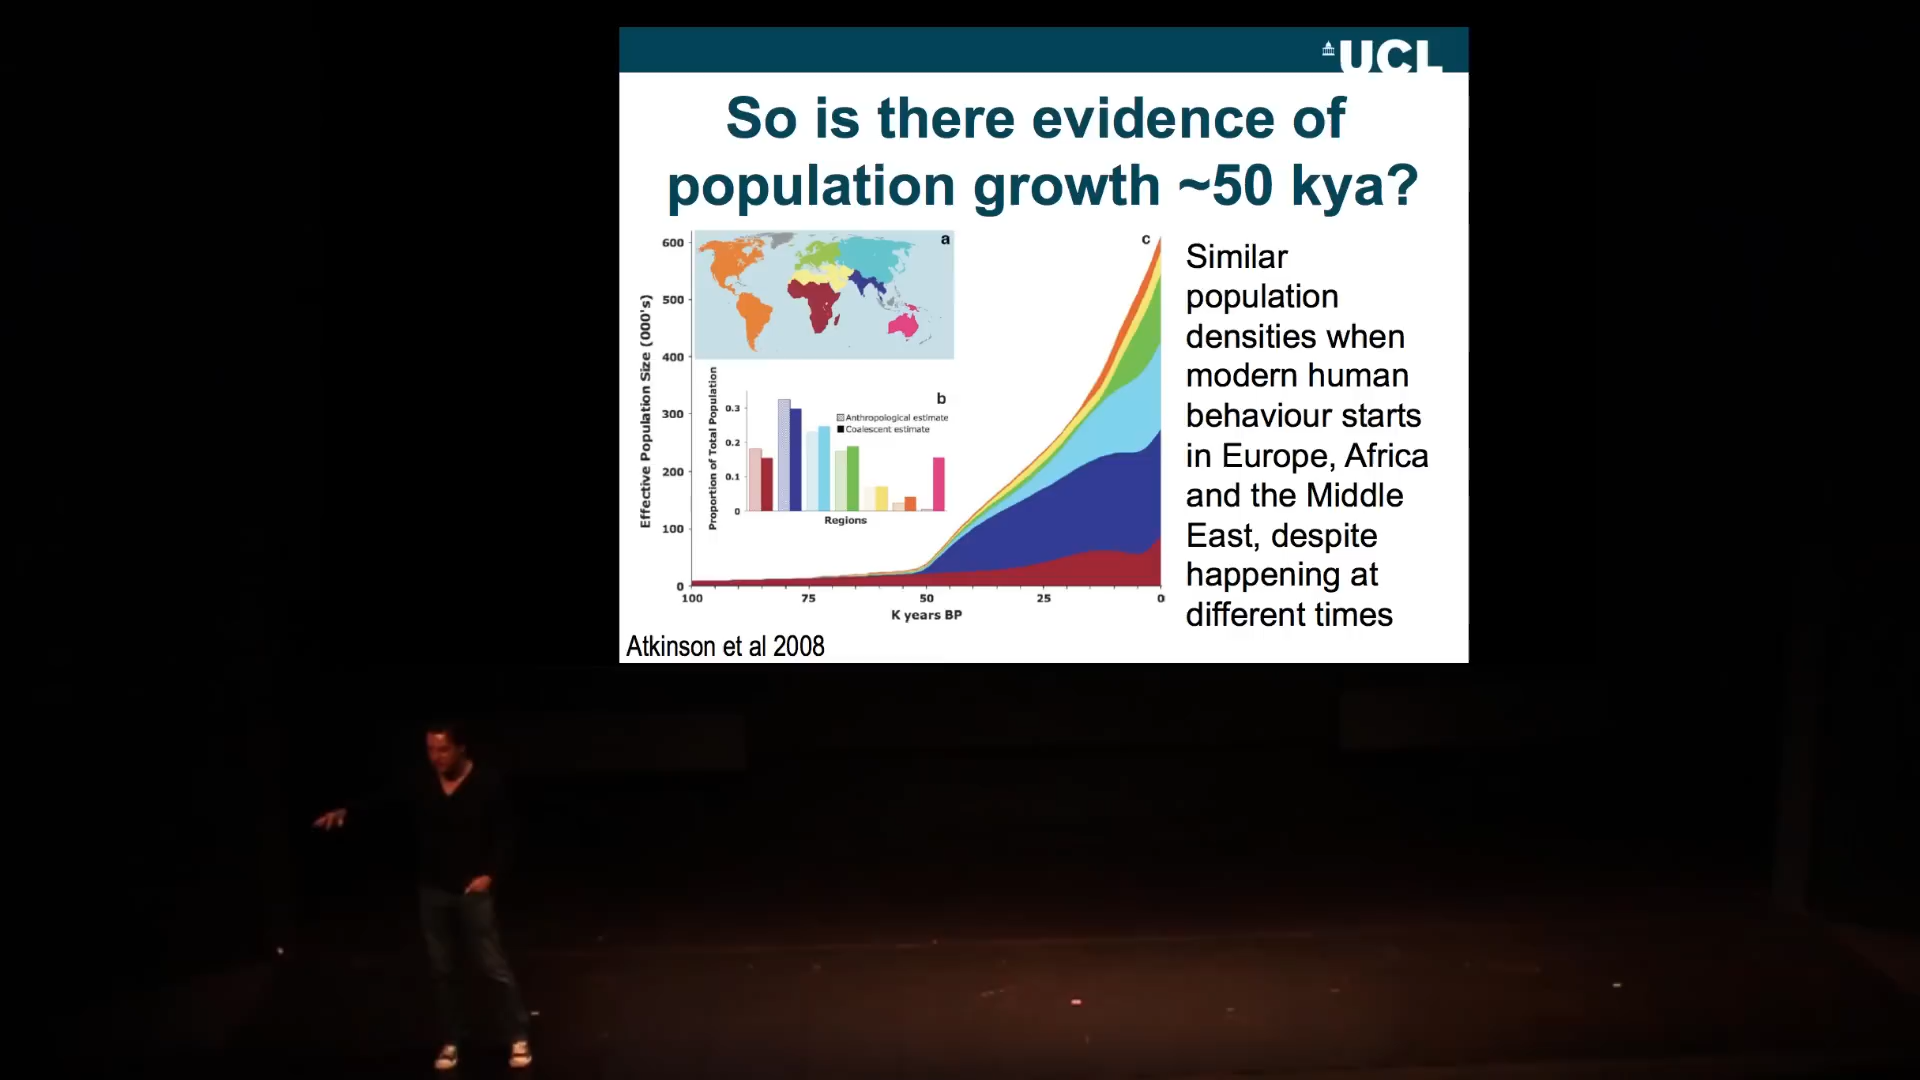 UCL
So is there evidence of
population growth ~50 kya?
600
500
400
300
200
100
0
Effective Population Size (000's)
a
c
b
Proportion of Total Population
0.3
0.2
0.1
0
Anthropological estimate
Coalescent estimate
Regions
100
75
50
25
0
K years BP
Similar
population
densities when
modern human
behaviour starts
in Europe, Africa
and the Middle
East, despite
happening at
different times
Atkinson et al 2008